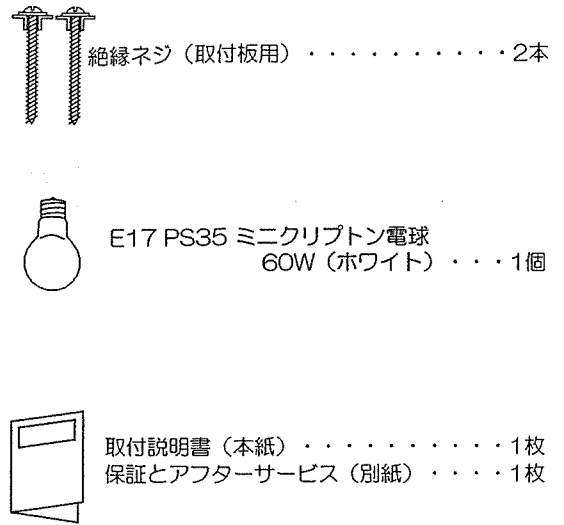 絶縁ネジ（取付板用）・・・・・・・・・・2本
E17 PS35 ミニクリプトン電球
60W（ホワイト）・・・1個
取付説明書（本紙）・・・・・・・・・・1枚
保証とアフターサービス（別紙）・・・・1枚